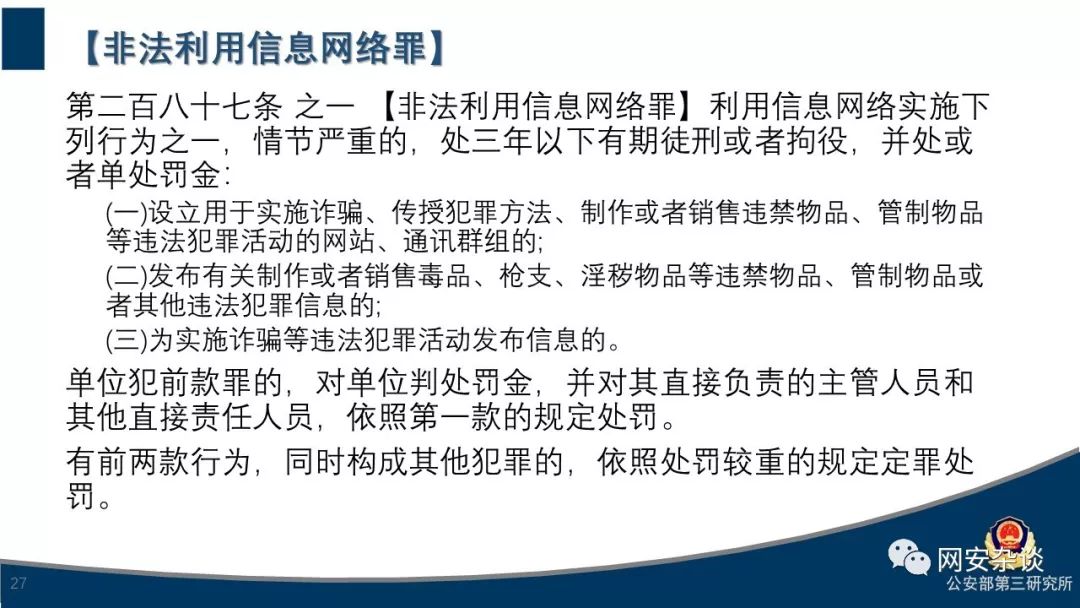 【非法利用信息网络罪】
第二百八十七条 之一 【非法利用信息网络罪】利用信息网络实施下
列行为之一，情节严重的，处三年以下有期徒刑或者拘役，并处或
者单处罚金：
(一)设立用于实施诈骗、传授犯罪方法、制作或者销售违禁物品、管制物品
等违法犯罪活动的网站、通讯群组的;
(二)发布有关制作或者销售毒品、枪支、淫秽物品等违禁物品、管制物品或
者其他违法犯罪信息的;
(三)为实施诈骗等违法犯罪活动发布信息的。
单位犯前款罪的，对单位判处罚金，并对其直接负责的主管人员和
其他直接责任人员，依照第一款的规定处罚。
有前两款行为，同时构成其他犯罪的，依照处罚较重的规定定罪处
罚。
27
网安杂谈
公安部第三研究所